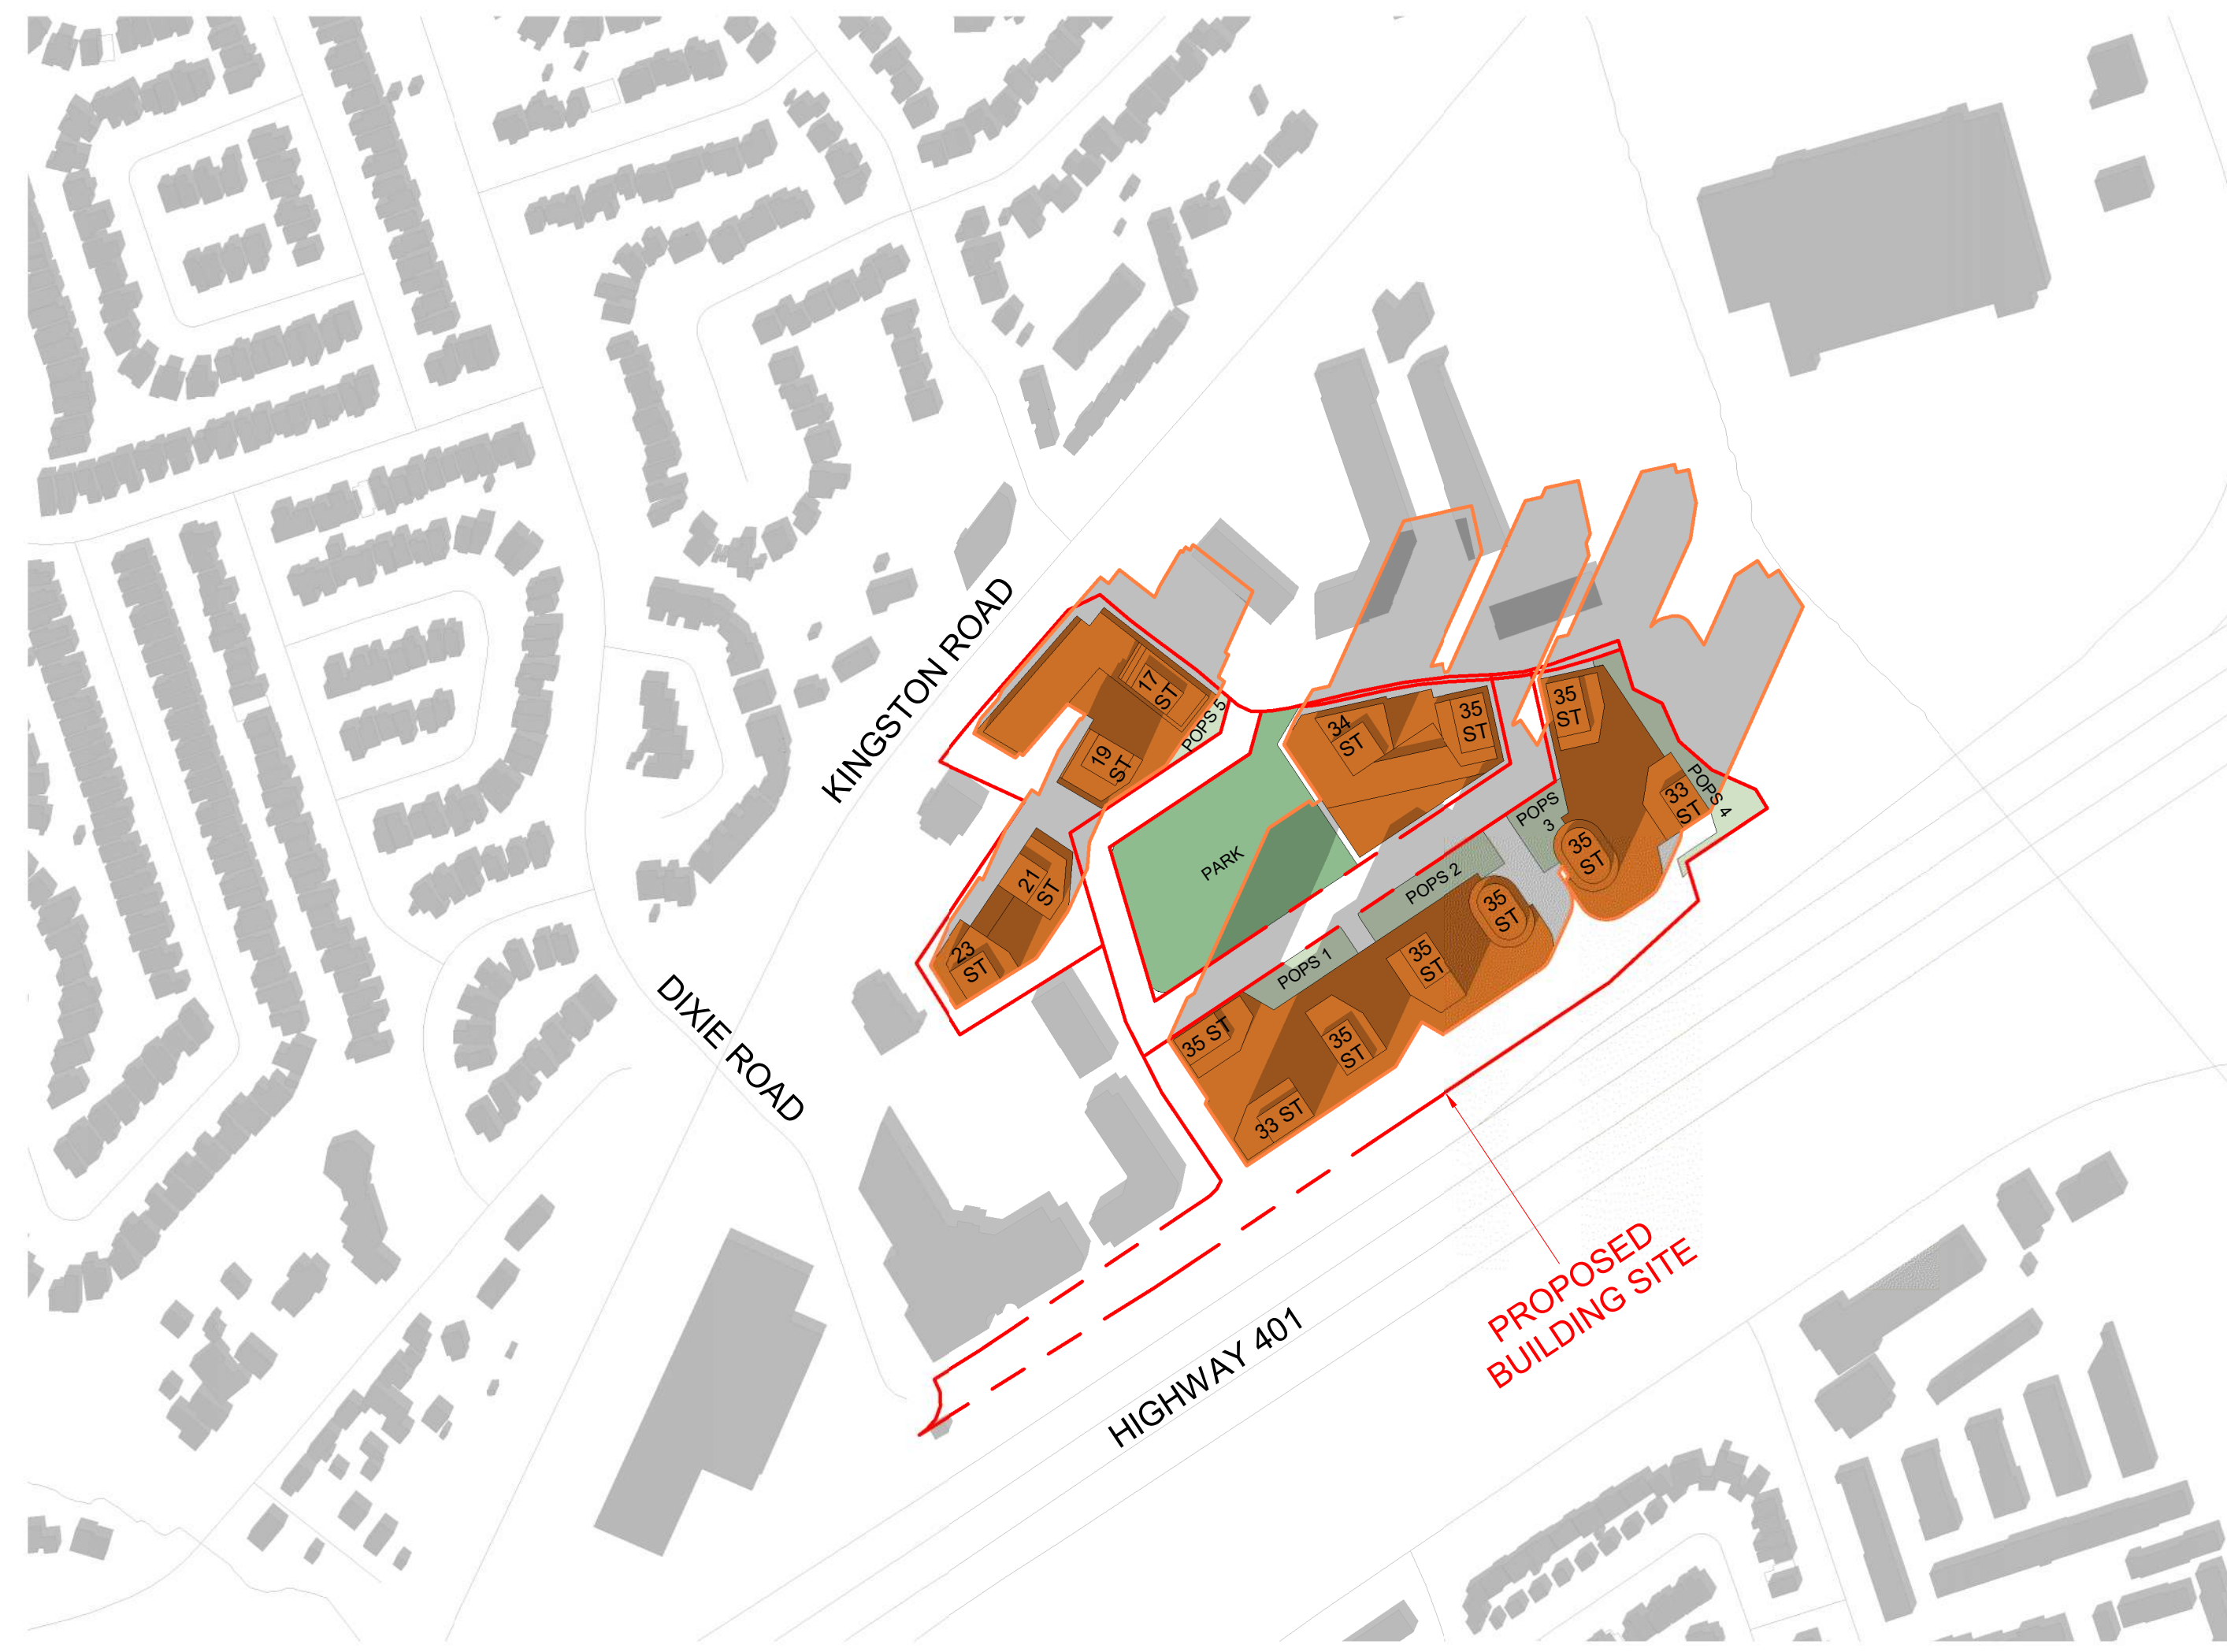 KINGSTON ROAD
17
ST
POPS 5
19
ST
34
ST
35
ST
35
ST
33
ST
POPS 4
POPS
3
35
ST
PARK
POPS 2
21
ST
35
ST
23
ST
35
ST
POPS 1
DIXIE ROAD
35 ST
35
ST
33 ST
PROPOSED
BUILDING SITE
HIGHWAY 401